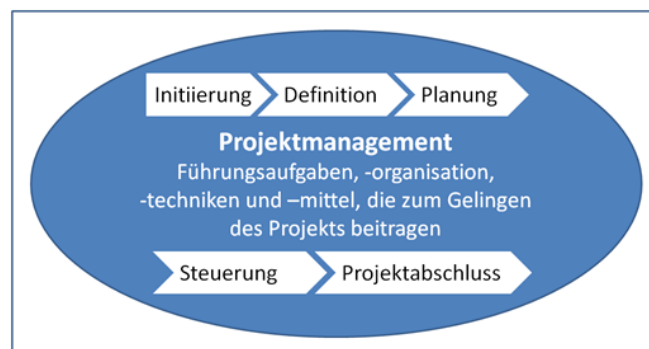 Initiierung Definition Planung
Projektmanagement
Führungsaufgaben, -organisation,
-techniken und –mittel, die zum Gelingen
des Projekts beitragen
Steuerung Projektabschluss